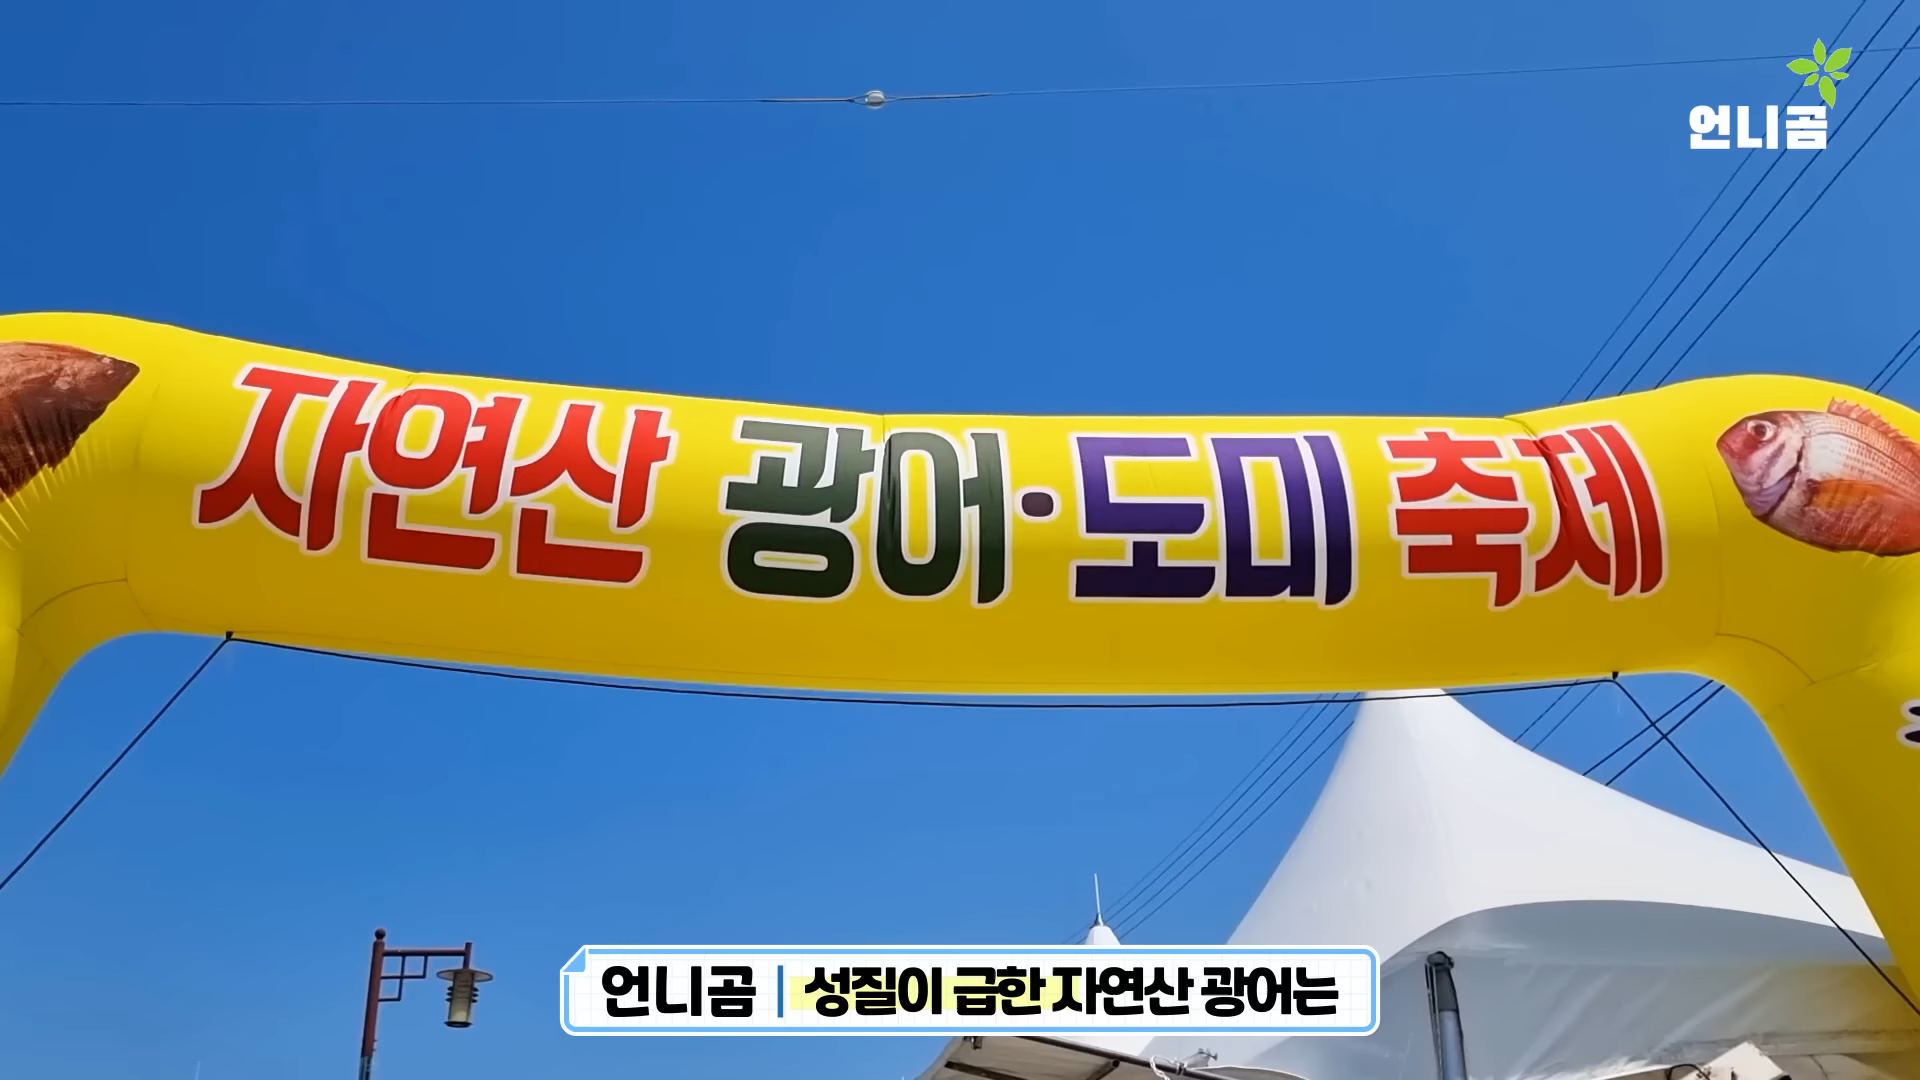 언니곰
자연산 광어·도미 축제
언니곰 | 성질이 급한 자연산 광어는